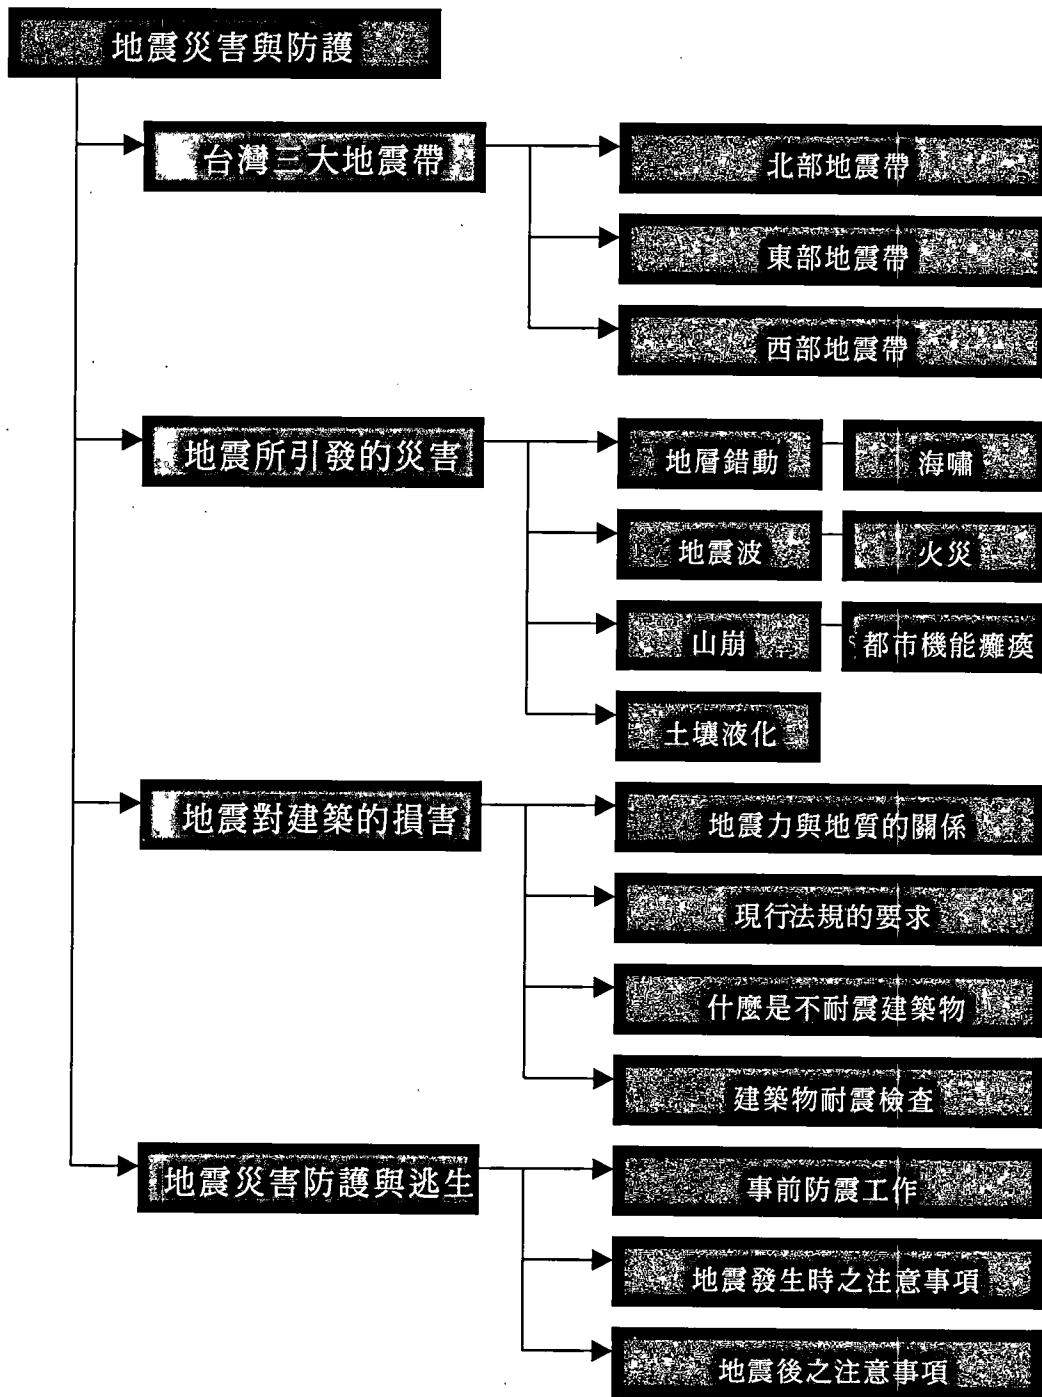 地震災害與防護
台灣三大地震帶
北部地震帶
東部地震帶
西部地震帶
地震所引發的災害
地層錯動
海嘯
地震波
火災
山崩
都市機能癱瘓
土壤液化
地震對建築的損害
地震力與地質的關係
現行法規的要求
什麼是不耐震建築物
建築物耐震檢查
地震災害防護與逃生
事前防震工作
地震發生時之注意事項
地震後之注意事項